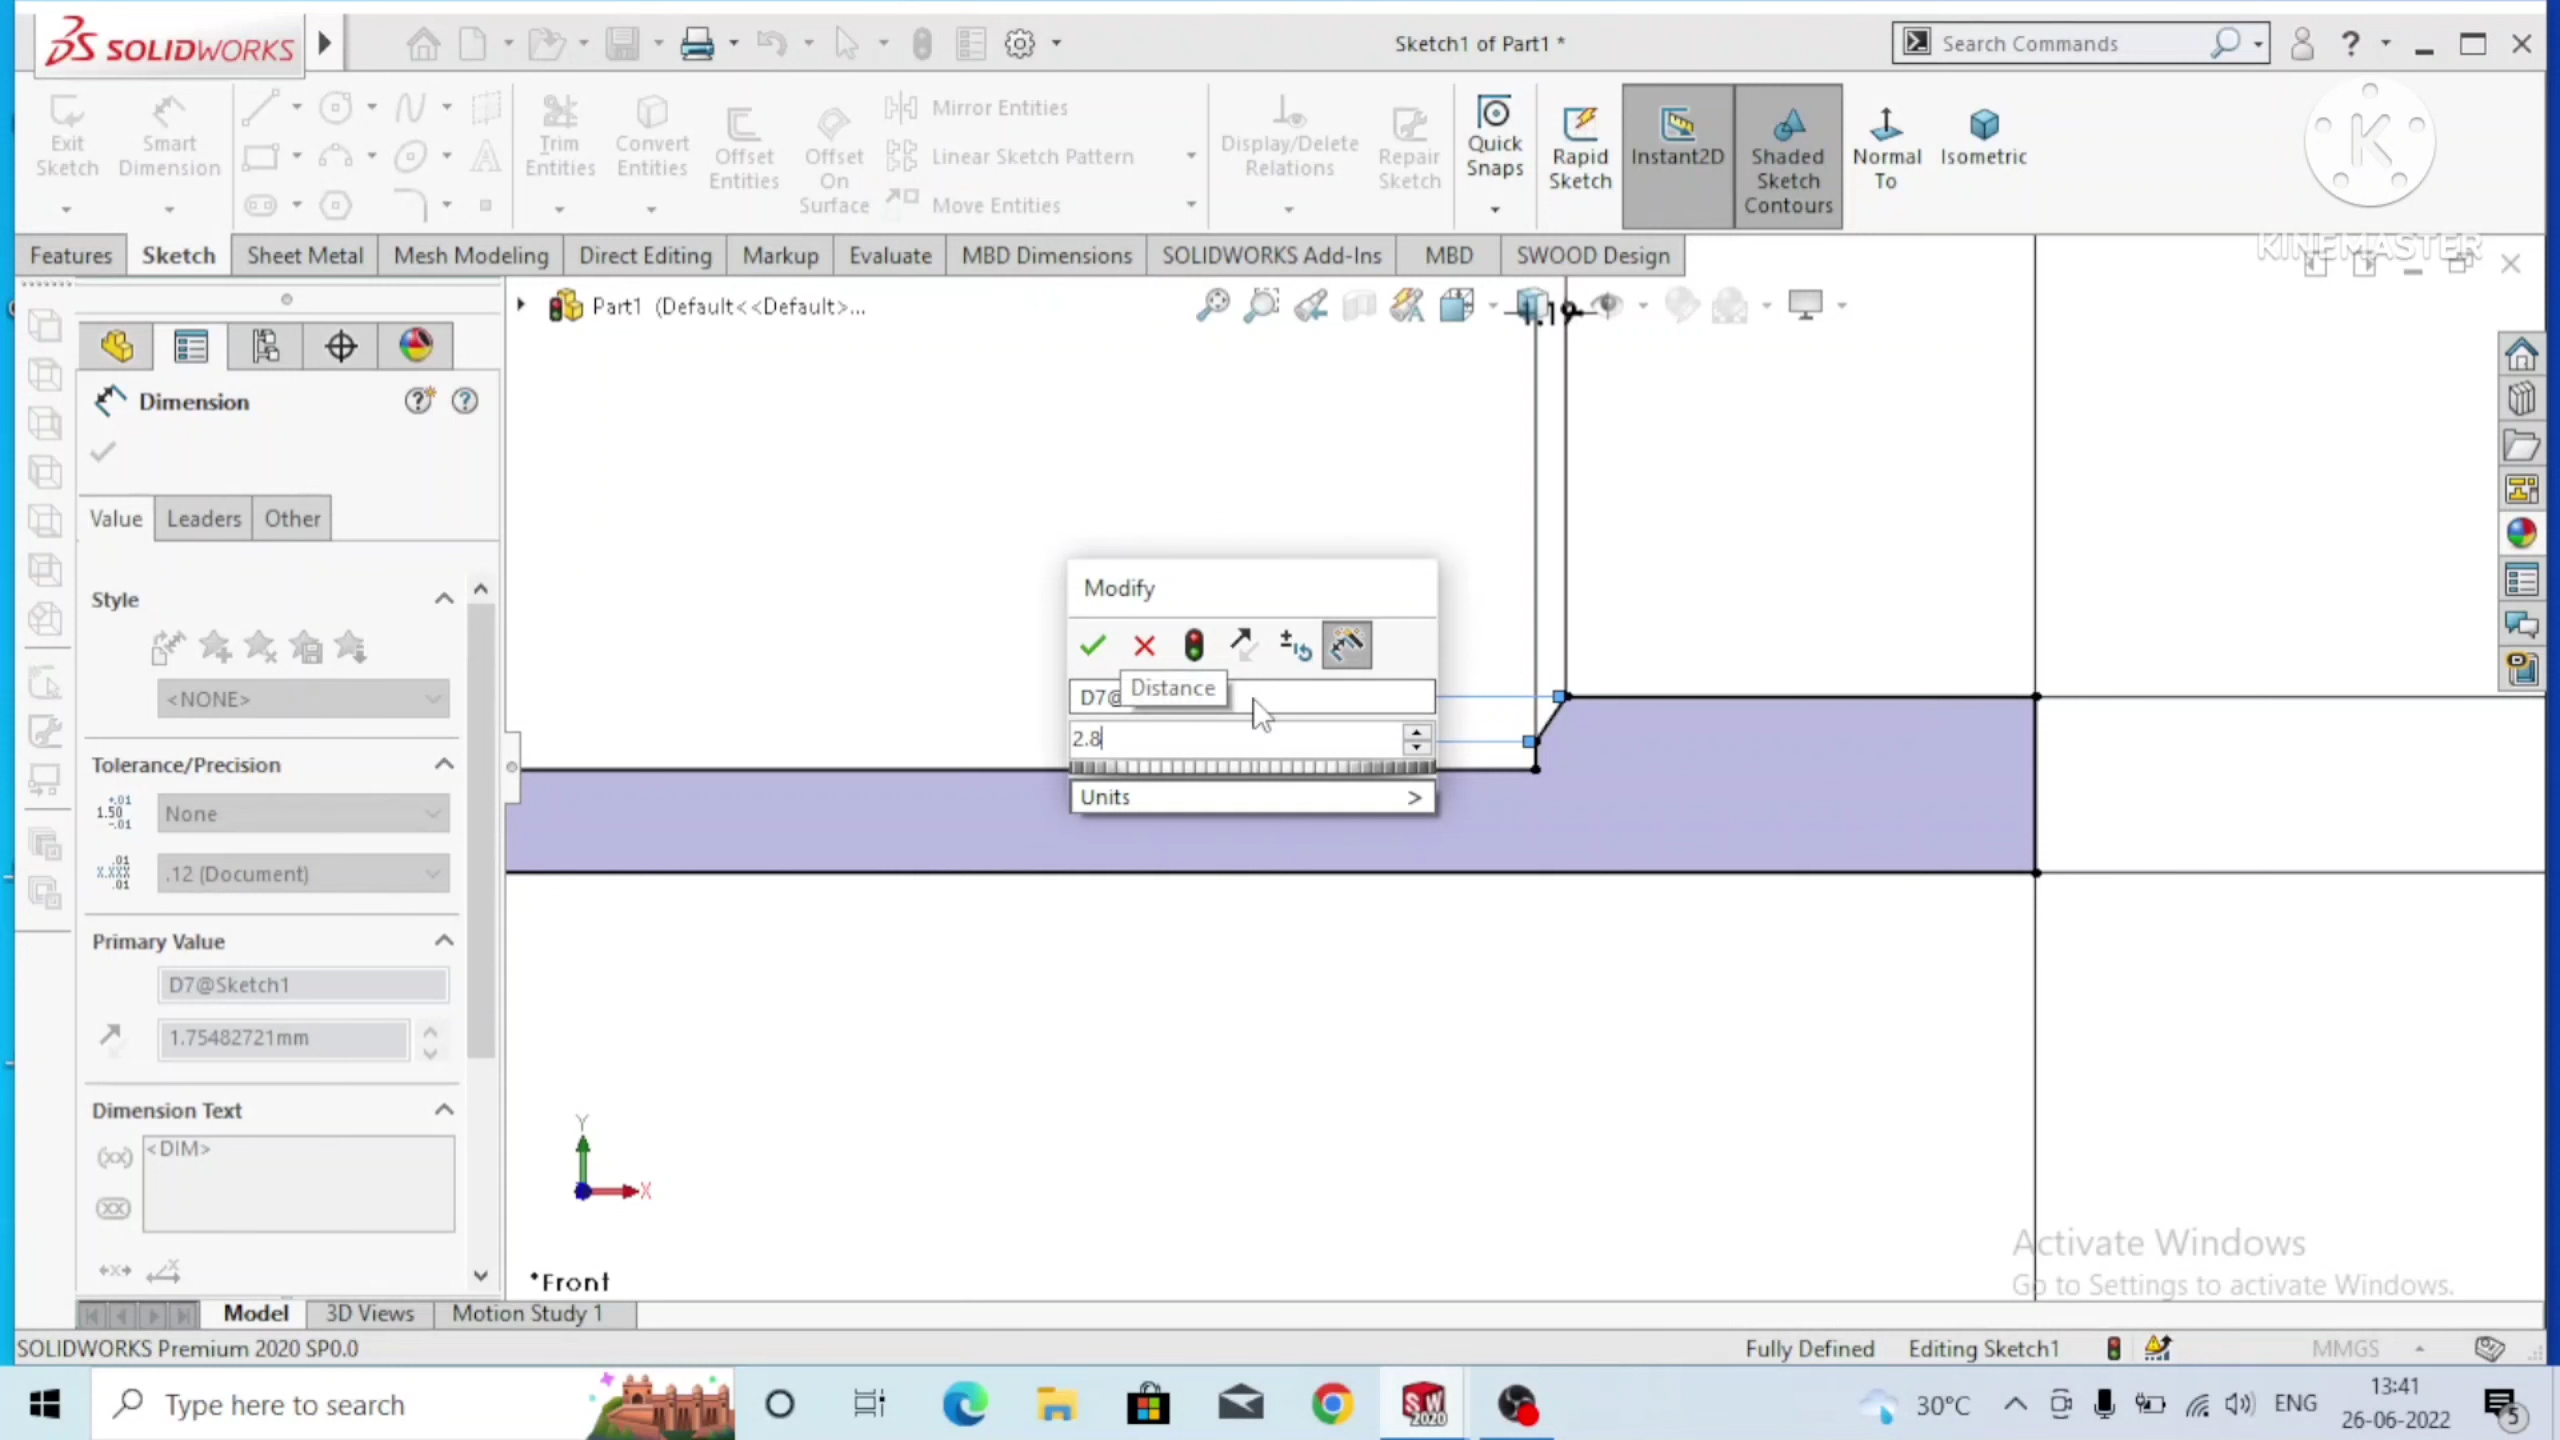 SOLIDWORKS
Sketch1 of Part1 *
Search Commands
Exit Sketch
Smart Dimension
Trim Entities
Convert Entities
Offset Entities
Offset On Surface
Mirror Entities
Linear Sketch Pattern
Move Entities
Display/Delete Relations
Repair Sketch
Quick Snaps
Rapid Sketch
Instant2D
Shaded Sketch Contours
Normal To
Isometric
K
KINEMASTER
Features
Sketch
Sheet Metal
Mesh Modeling
Direct Editing
Markup
Evaluate
MBD Dimensions
SOLIDWORKS Add-Ins
MBD
SWOOD Design
Part1 (Default<<Default>...
Dimension
Value
Leaders
Other
Style
<NONE>
Tolerance/Precision
None
.12 (Document)
Primary Value
D7@Sketch1
1.75482721mm
Dimension Text
<DIM>
Modify
Distance
D7@
2.8
Units >
Y
X
*Front
Activate Windows
Go to Settings to activate Windows.
Model
3D Views
Motion Study 1
SOLIDWORKS Premium 2020 SP0.0
Fully Defined
Editing Sketch1
MMGS
Type here to search
SW 2020
30°C
ENG
13:41
26-06-2022
5